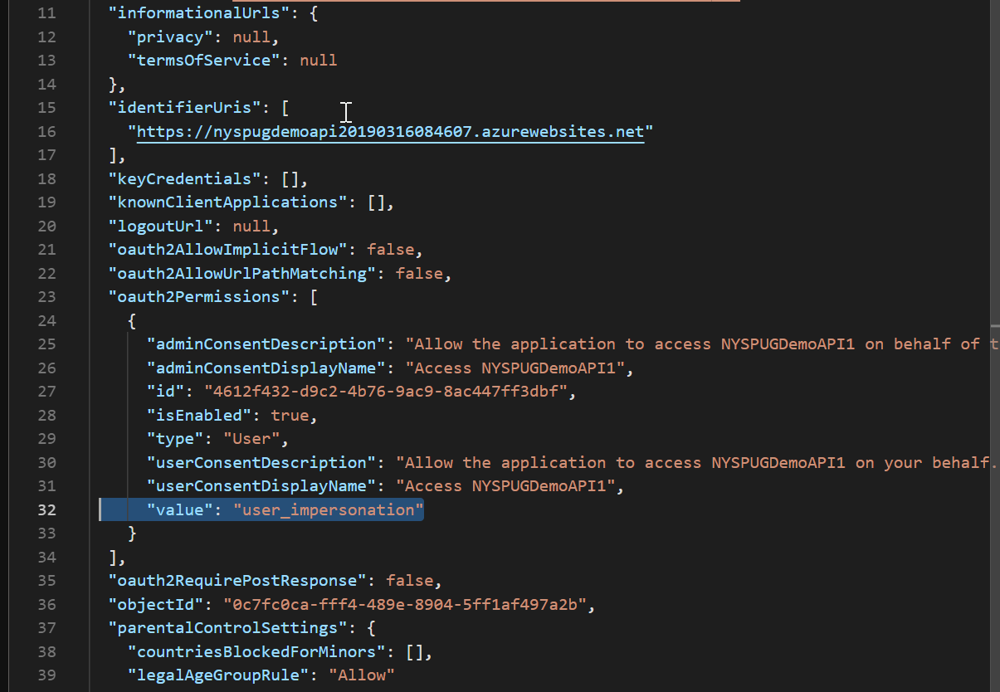 11 "informationalUrls": {
12 "privacy": null,
13 "termsOfService": null
14 },
15 "identifierUris": [
16 "https://nyspugdemoapi20190316084607.azurewebsites.net"
17 ],
18 "keyCredentials": [],
19 "knownClientApplications": [],
20 "logoutUrl": null,
21 "oauth2AllowImplicitFlow": false,
22 "oauth2AllowUrlPathMatching": false,
23 "oauth2Permissions": [
24 {
25 "adminConsentDescription": "Allow the application to access NYSPUGDemoAPI1 on behalf of t
26 "adminConsentDisplayName": "Access NYSPUGDemoAPI1",
27 "id": "4612f432-d9c2-4b76-9ac9-8ac447ff3dbf",
28 "isEnabled": true,
29 "type": "User",
30 "userConsentDescription": "Allow the application to access NYSPUGDemoAPI1 on your behalf.
31 "userConsentDisplayName": "Access NYSPUGDemoAPI1",
32 "value": "user_impersonation"
33 }
34 ],
35 "oauth2RequirePostResponse": false,
36 "objectId": "0c7fc0ca-fff4-489e-8904-5ff1af497a2b",
37 "parentalControlSettings": {
38 "countriesBlockedForMinors": [],
39 "legalAgeGroupRule": "Allow"